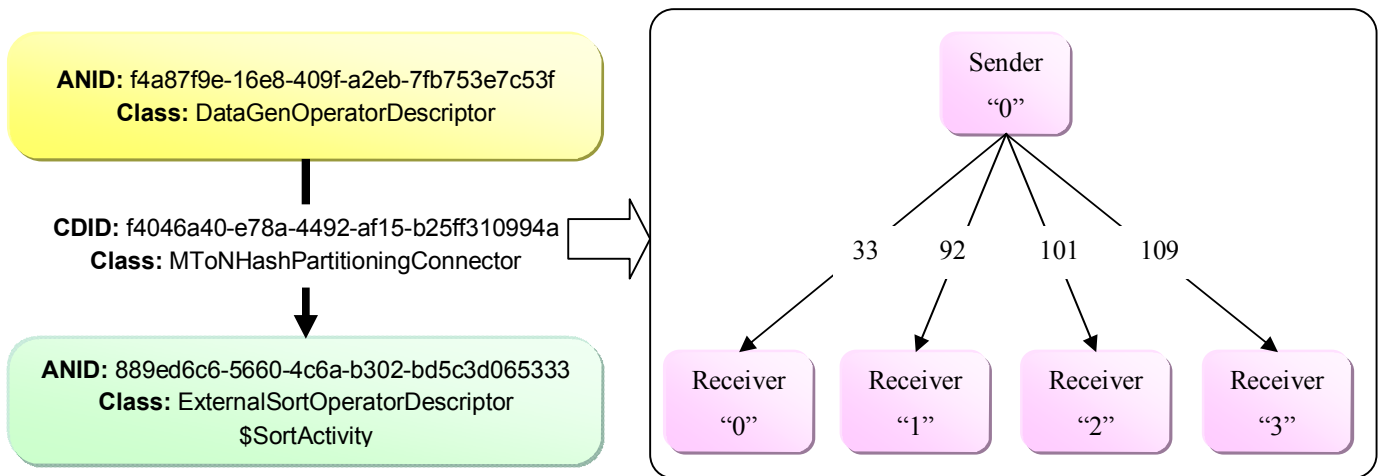 ANID: f4a87f9e-16e8-409f-a2eb-7fb753e7c53f
Class: DataGenOperatorDescriptor
CDID: f4046a40-e78a-4492-af15-b25ff310994a
Class: MToNHashPartitioningConnector
ANID: 889ed6c6-5660-4c6a-b302-bd5c3d065333
Class: ExternalSortOperatorDescriptor
$SortActivity
Sender
“0”
33 92 101 109
Receiver Receiver Receiver Receiver
“0” “1” “2” “3”